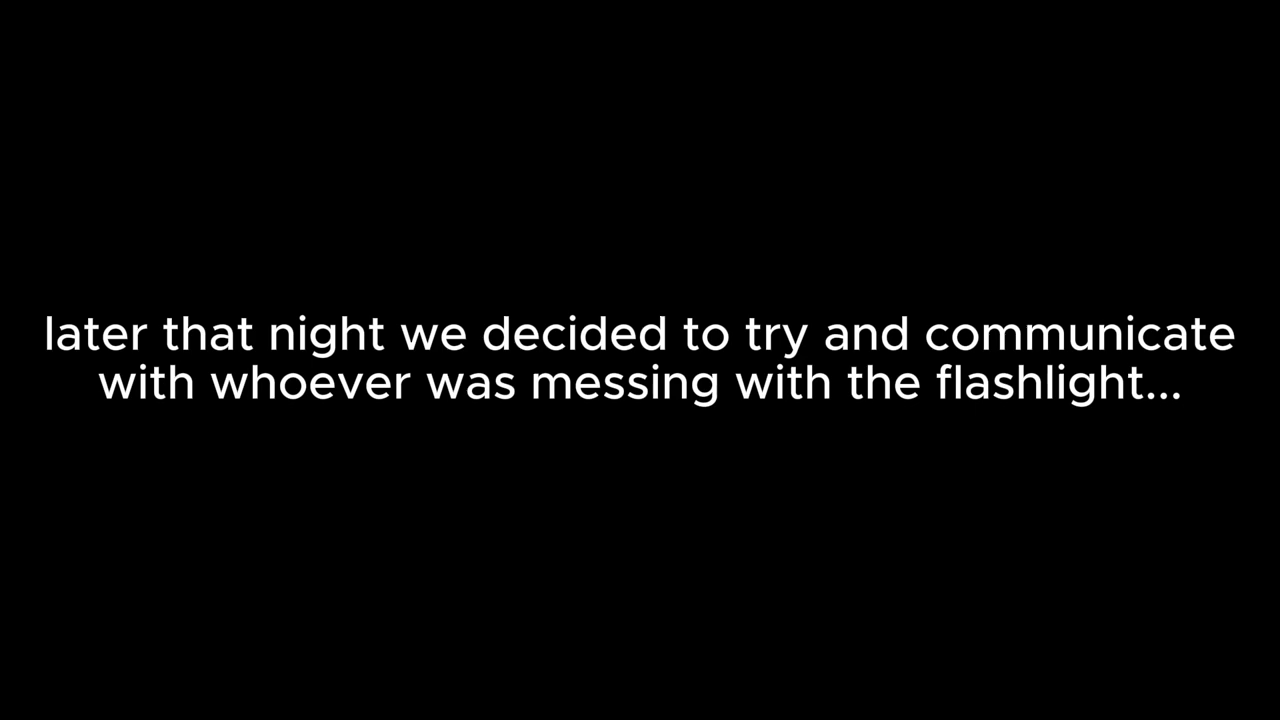 later that night we decided to try and communicate
with whoever was messing with the flashlight...